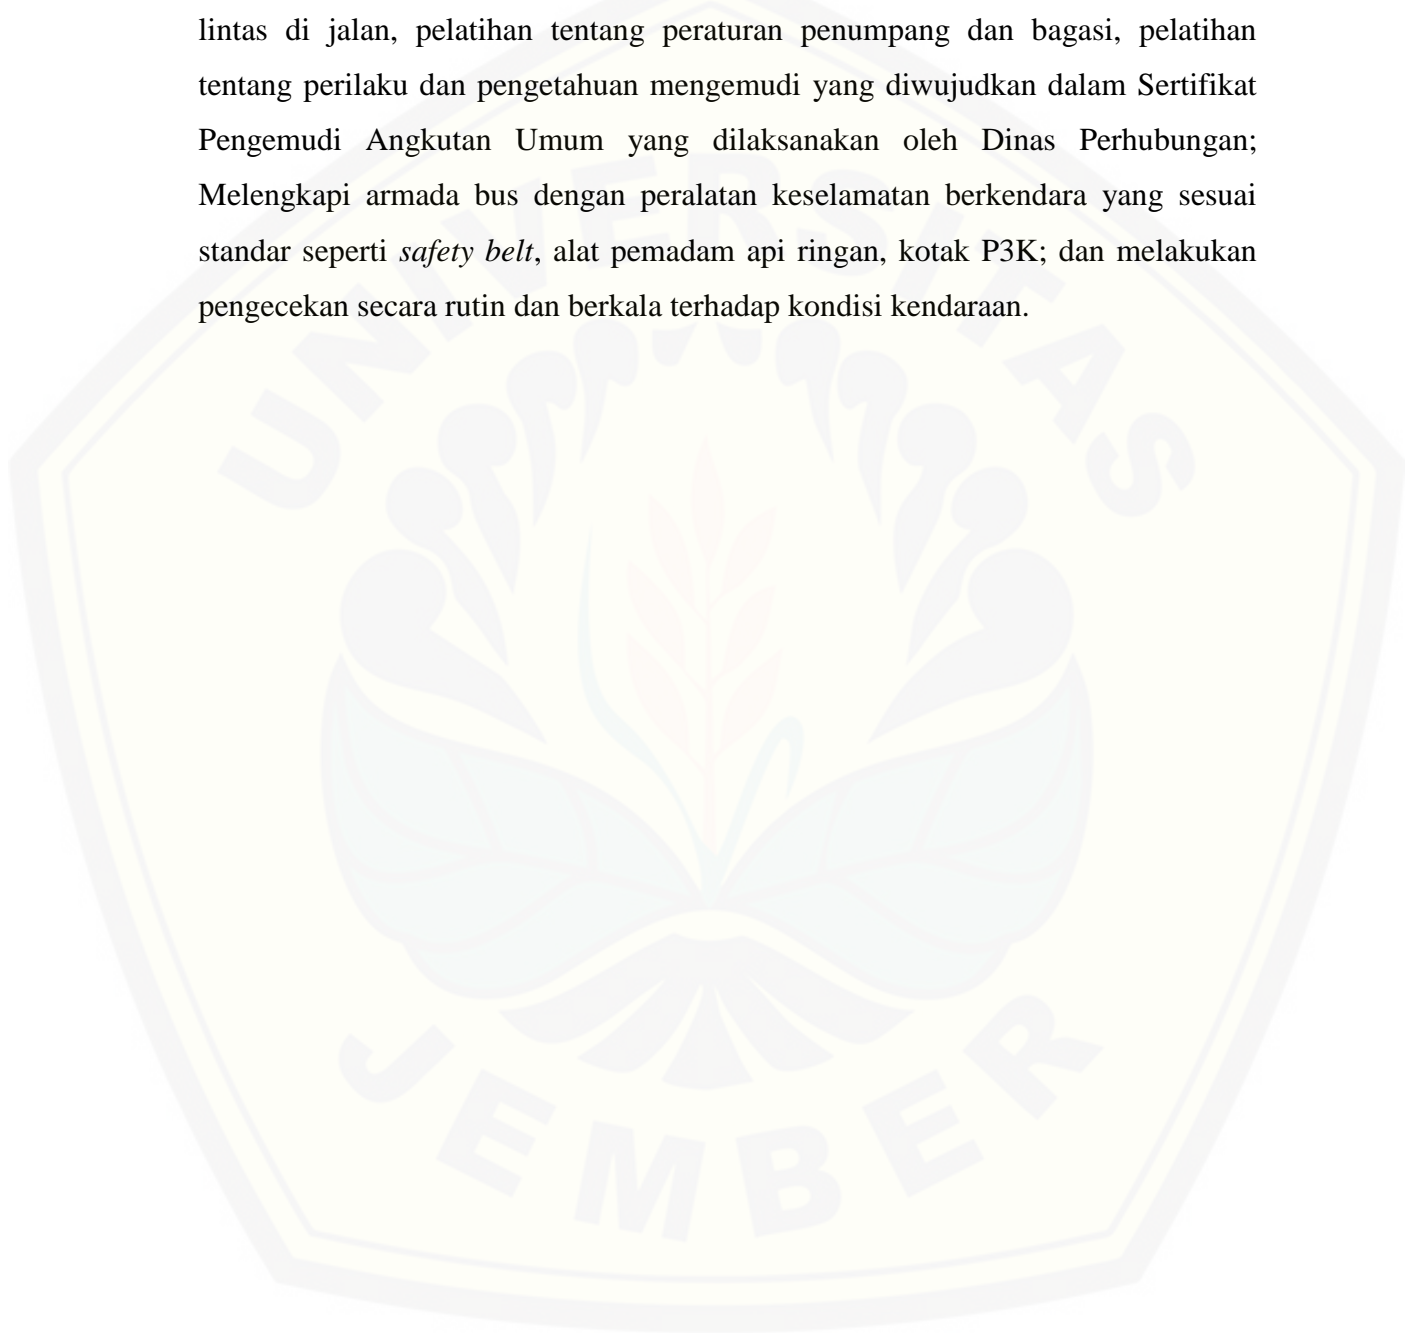 lintas di jalan, pelatihan tentang peraturan penumpang dan bagasi, pelatihan
tentang perilaku dan pengetahuan mengemudi yang diwujudkan dalam Sertifikat
Pengemudi Angkutan Umum yang dilaksanakan oleh Dinas Perhubungan;
Melengkapi armada bus dengan peralatan keselamatan berkendara yang sesuai
standar seperti safety belt, alat pemadam api ringan, kotak P3K; dan melakukan
pengecekan secara rutin dan berkala terhadap kondisi kendaraan.
UNIVERSITAS
JEMBER